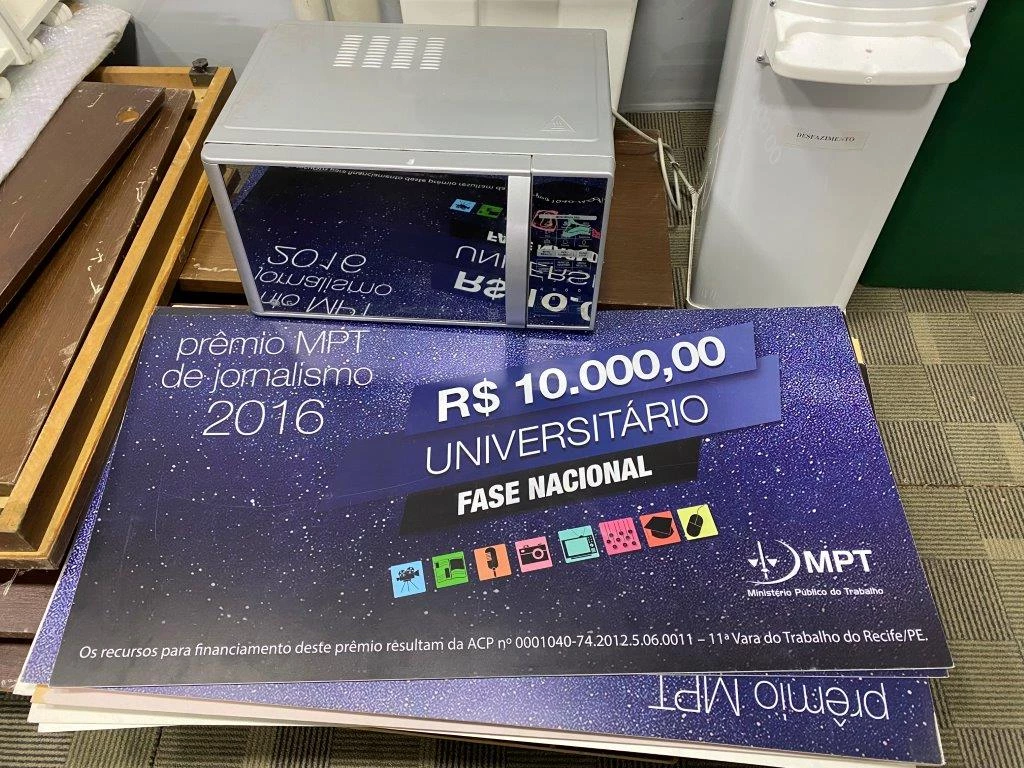 DESFAZIMENTO
prêmio MPT
de jornalismo
2016
R$ 10.000,00
UNIVERSITÁRIO
FASE NACIONAL
MPT
Ministério Público do Trabalho
Os recursos para financiamento deste prêmio resultam da ACP nº 0001040-74.2012.5.06.0011 – 11ª Vara do Trabalho do Recife/PE.
prêmio MPT